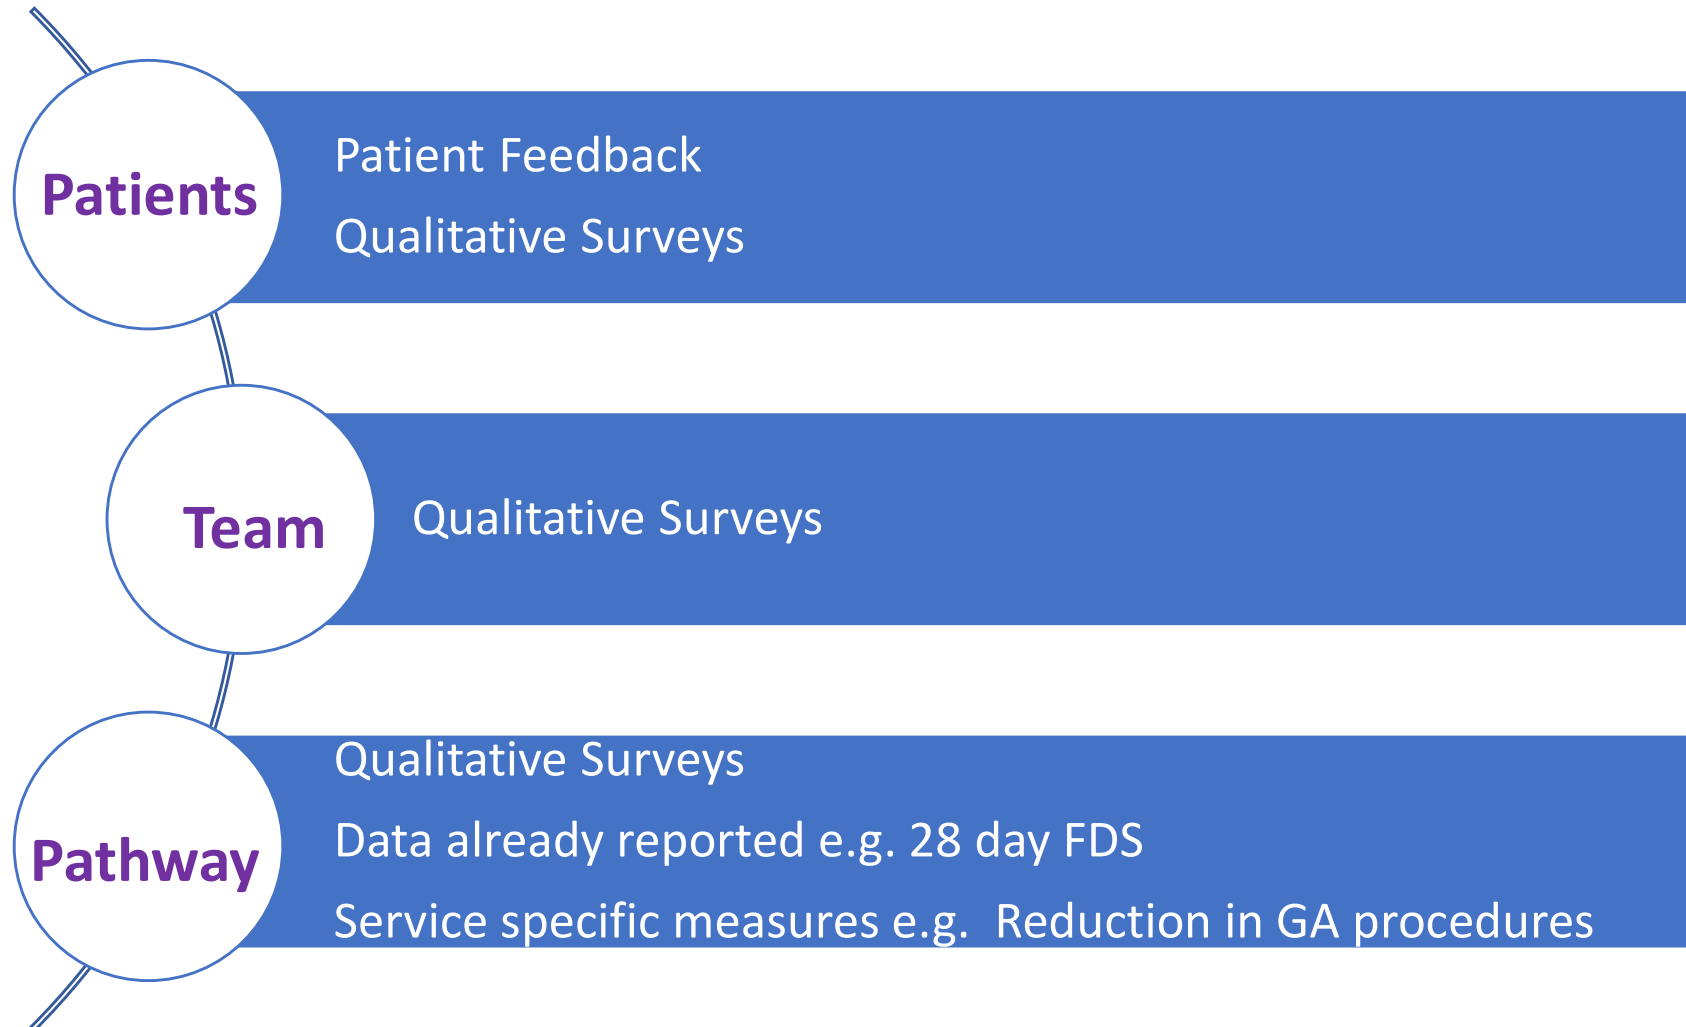 Patients
Patient Feedback
Qualitative Surveys
Team
Qualitative Surveys
Pathway
Qualitative Surveys
Data already reported e.g. 28 day FDS
Service specific measures e.g.  Reduction in GA procedures